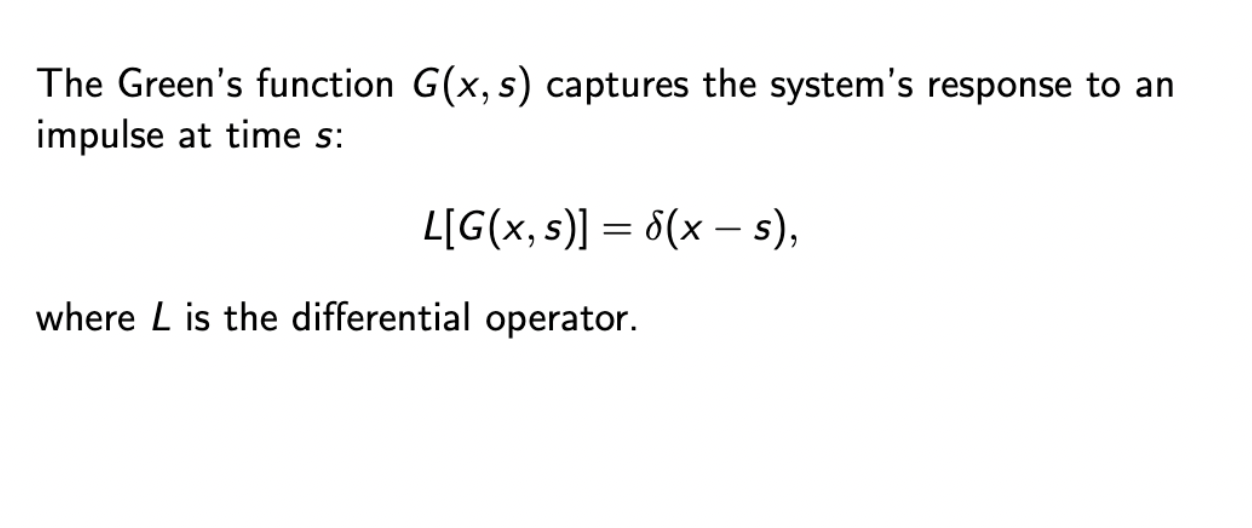 The Green's function G(x, s) captures the system's response to an
impulse at time s:
L[G(x, s)] = δ(x − s),
where L is the differential operator.